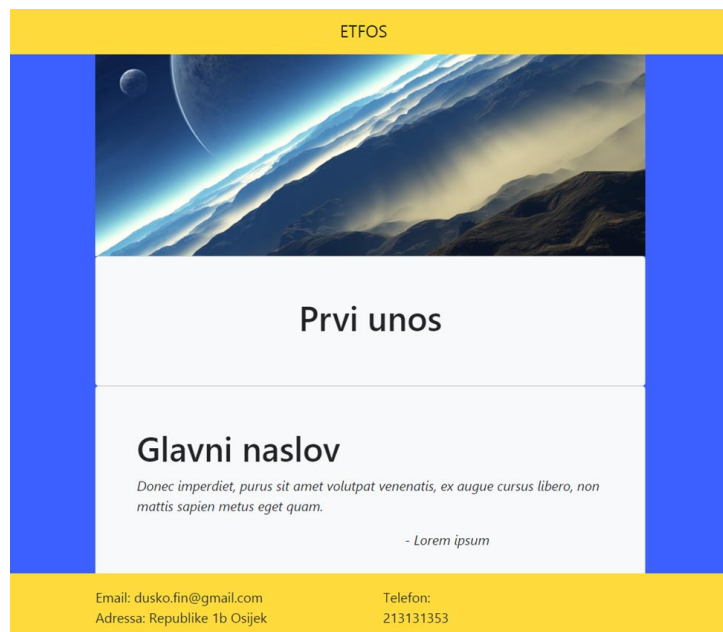 ETFOS
Prvi unos
Glavni naslov
Donec imperdiet, purus sit amet volutpat venenatis, ex augue cursus libero, non
mattis sapien metus eget quam.
- Lorem ipsum
Email: dusko.fin@gmail.com
Adressa: Republike 1b Osijek
Telefon:
213131353